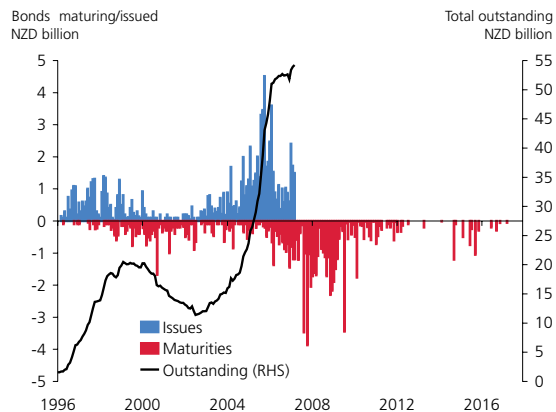 Bonds maturing/issued
NZD billion
Total outstanding
NZD billion
5
4
3
2
1
0
-1
-2
-3
-4
-5
55
50
45
40
35
30
25
20
15
10
5
0
Issues
Maturities
Outstanding (RHS)
1996 2000 2004 2008 2012 2016